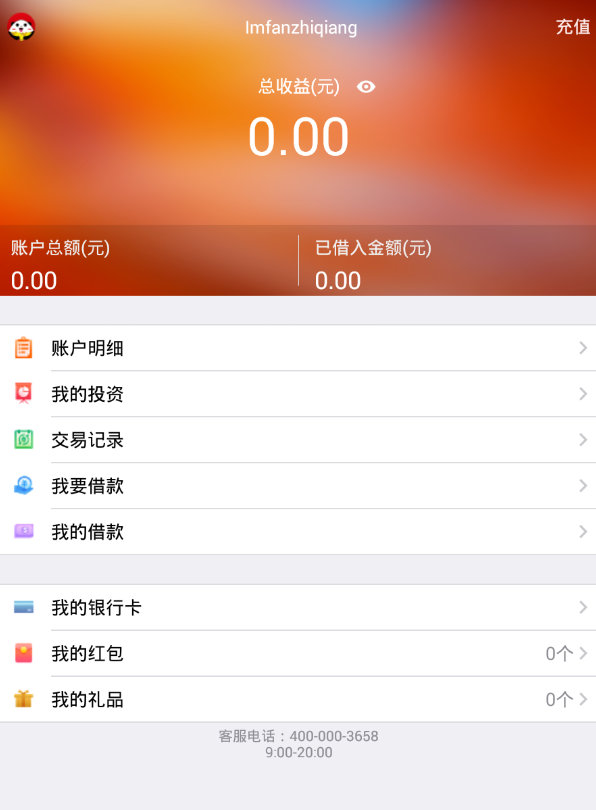 Imfanzhiqiang
充值
总收益(元)
0.00
账户总额(元)
0.00
已借入金额(元)
0.00
账户明细
我的投资
交易记录
我要借款
我的借款
我的银行卡
我的红包 0个
我的礼品 0个
客服电话：400-000-3658
9:00-20:00